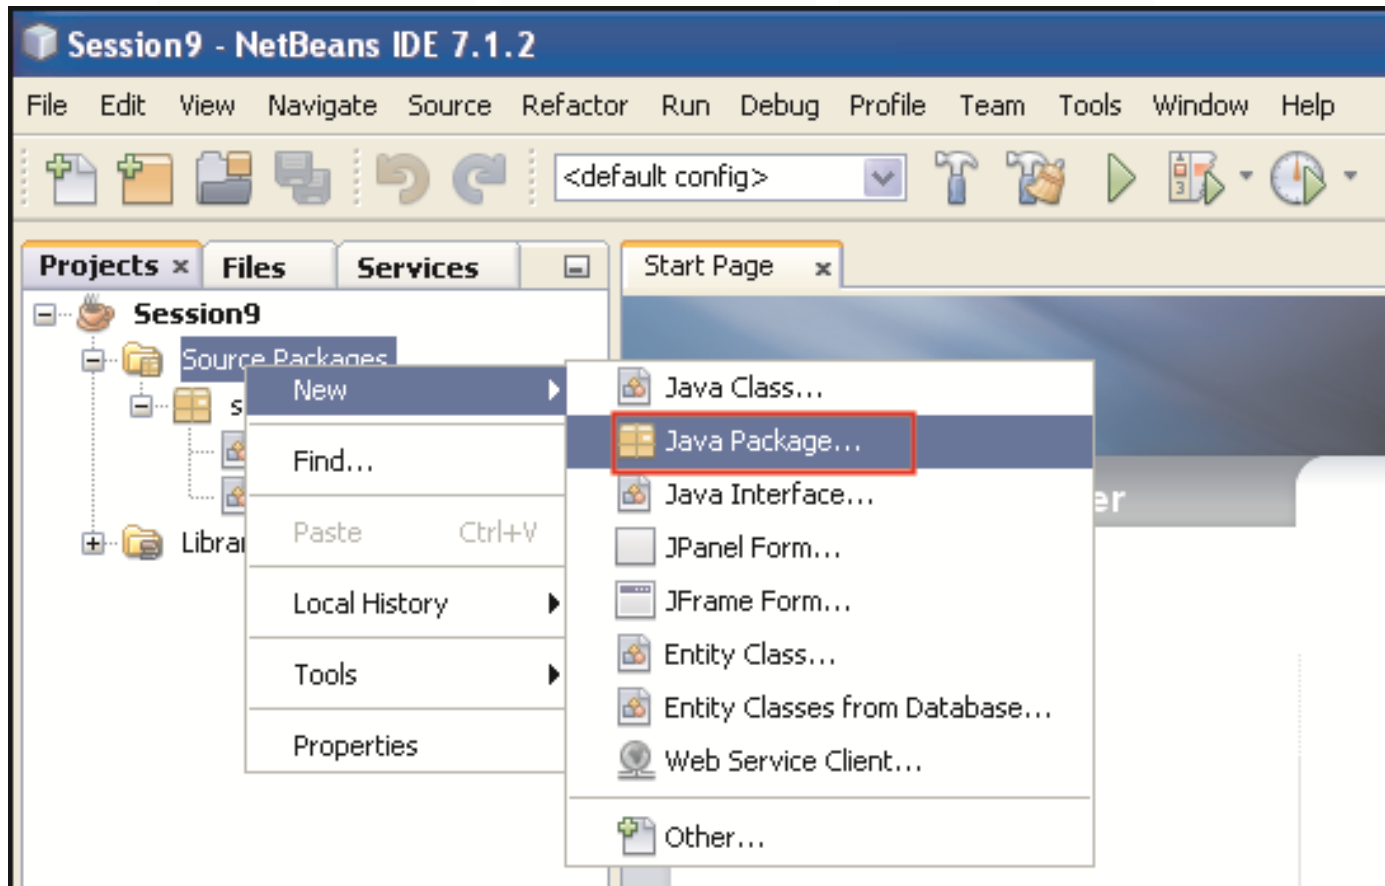 Session9 - NetBeans IDE 7.1.2
File Edit View Navigate Source Refactor Run Debug Profile Team Tools Window Help
<default config>
Projects x Files Services
Start Page x
Session9
Source Packages
New
Find...
Paste Ctrl+V
Local History
Tools
Properties
Java Class...
Java Package...
Java Interface...
JPanel Form...
JFrame Form...
Entity Class...
Entity Classes from Database...
Web Service Client...
Other...